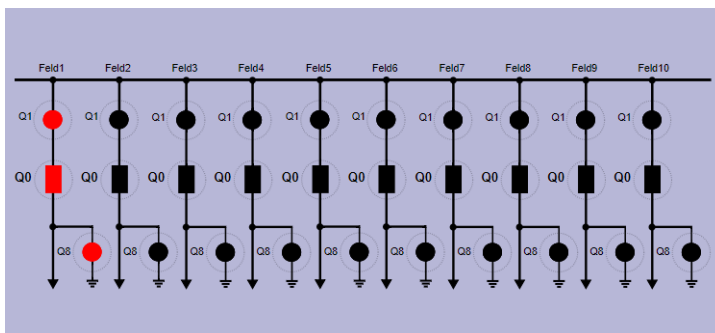 Feld1 Feld2 Feld3 Feld4 Feld5 Feld6 Feld7 Feld8 Feld9 Feld10
Q1 Q1 Q1 Q1 Q1 Q1 Q1 Q1 Q1 Q1
Q0 Q0 Q0 Q0 Q0 Q0 Q0 Q0 Q0 Q0
Q8 Q8 Q8 Q8 Q8 Q8 Q8 Q8 Q8 Q8